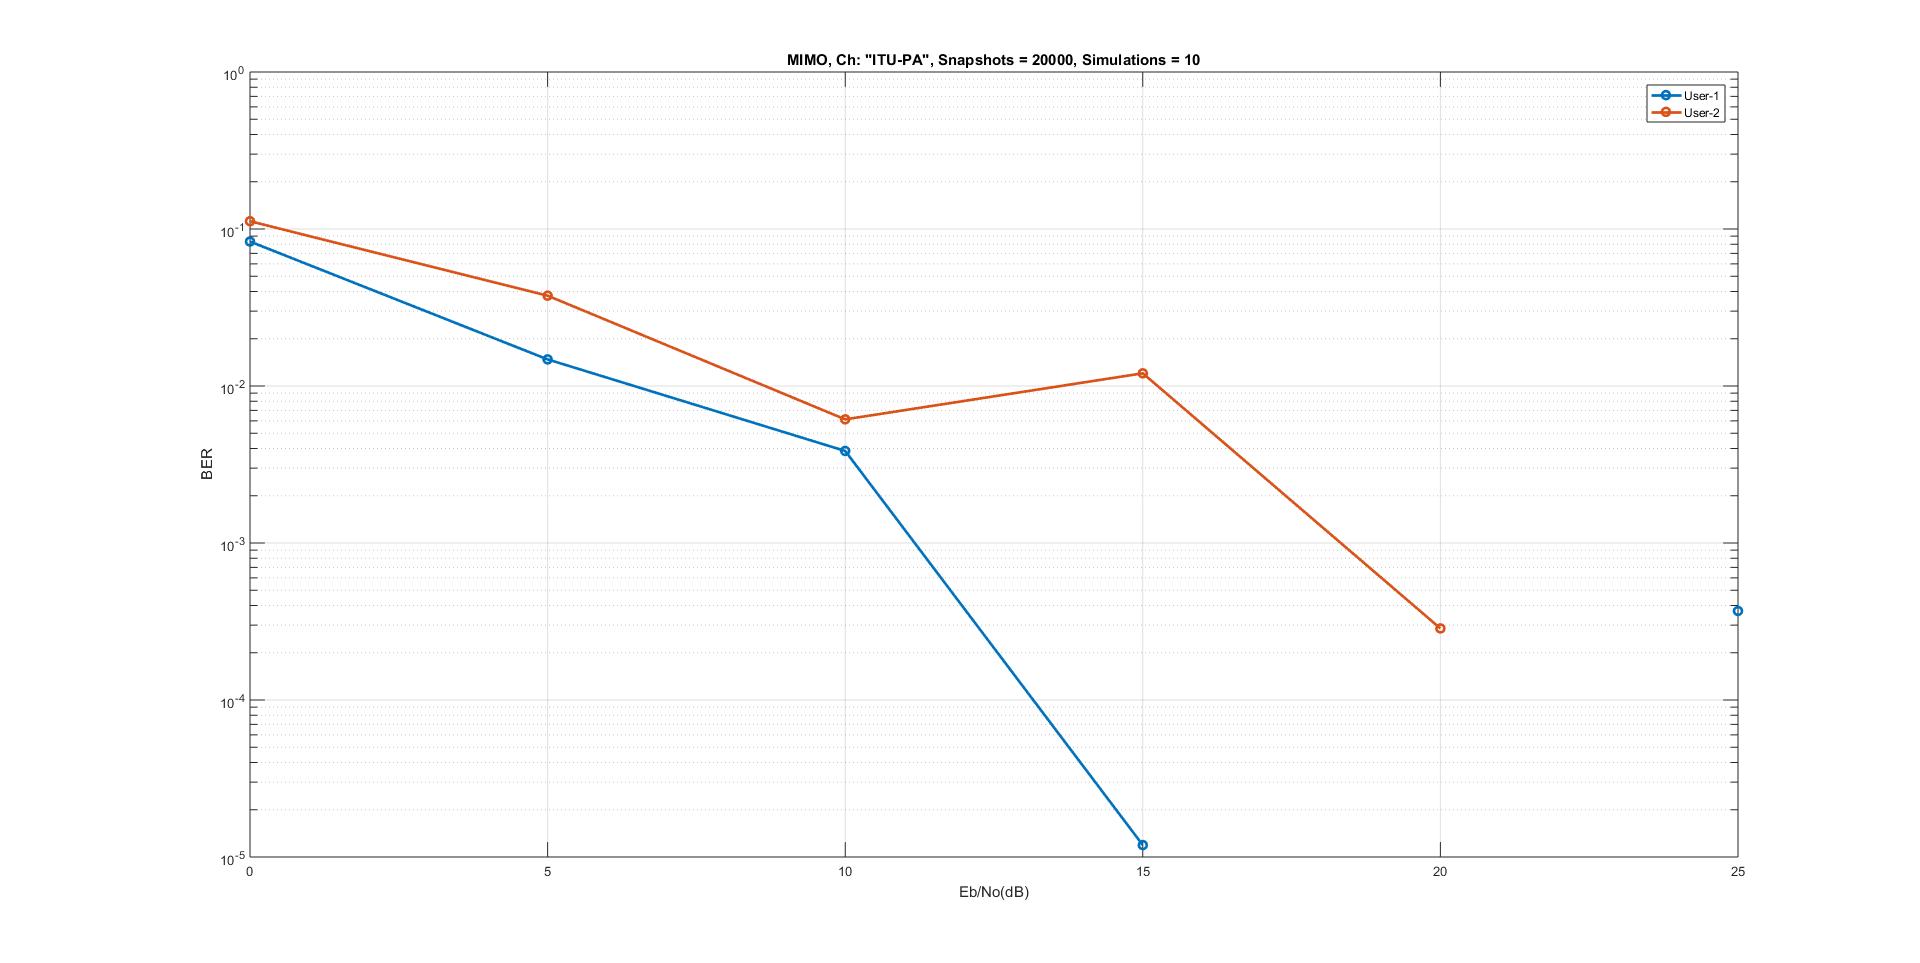 MIMO, Ch: "ITU-PA", Snapshots = 20000, Simulations = 10
User-1
User-2
10^0
10^-1
10^-2
10^-3
10^-4
10^-5
BER
0 5 10 15 20 25
Eb/No(dB)